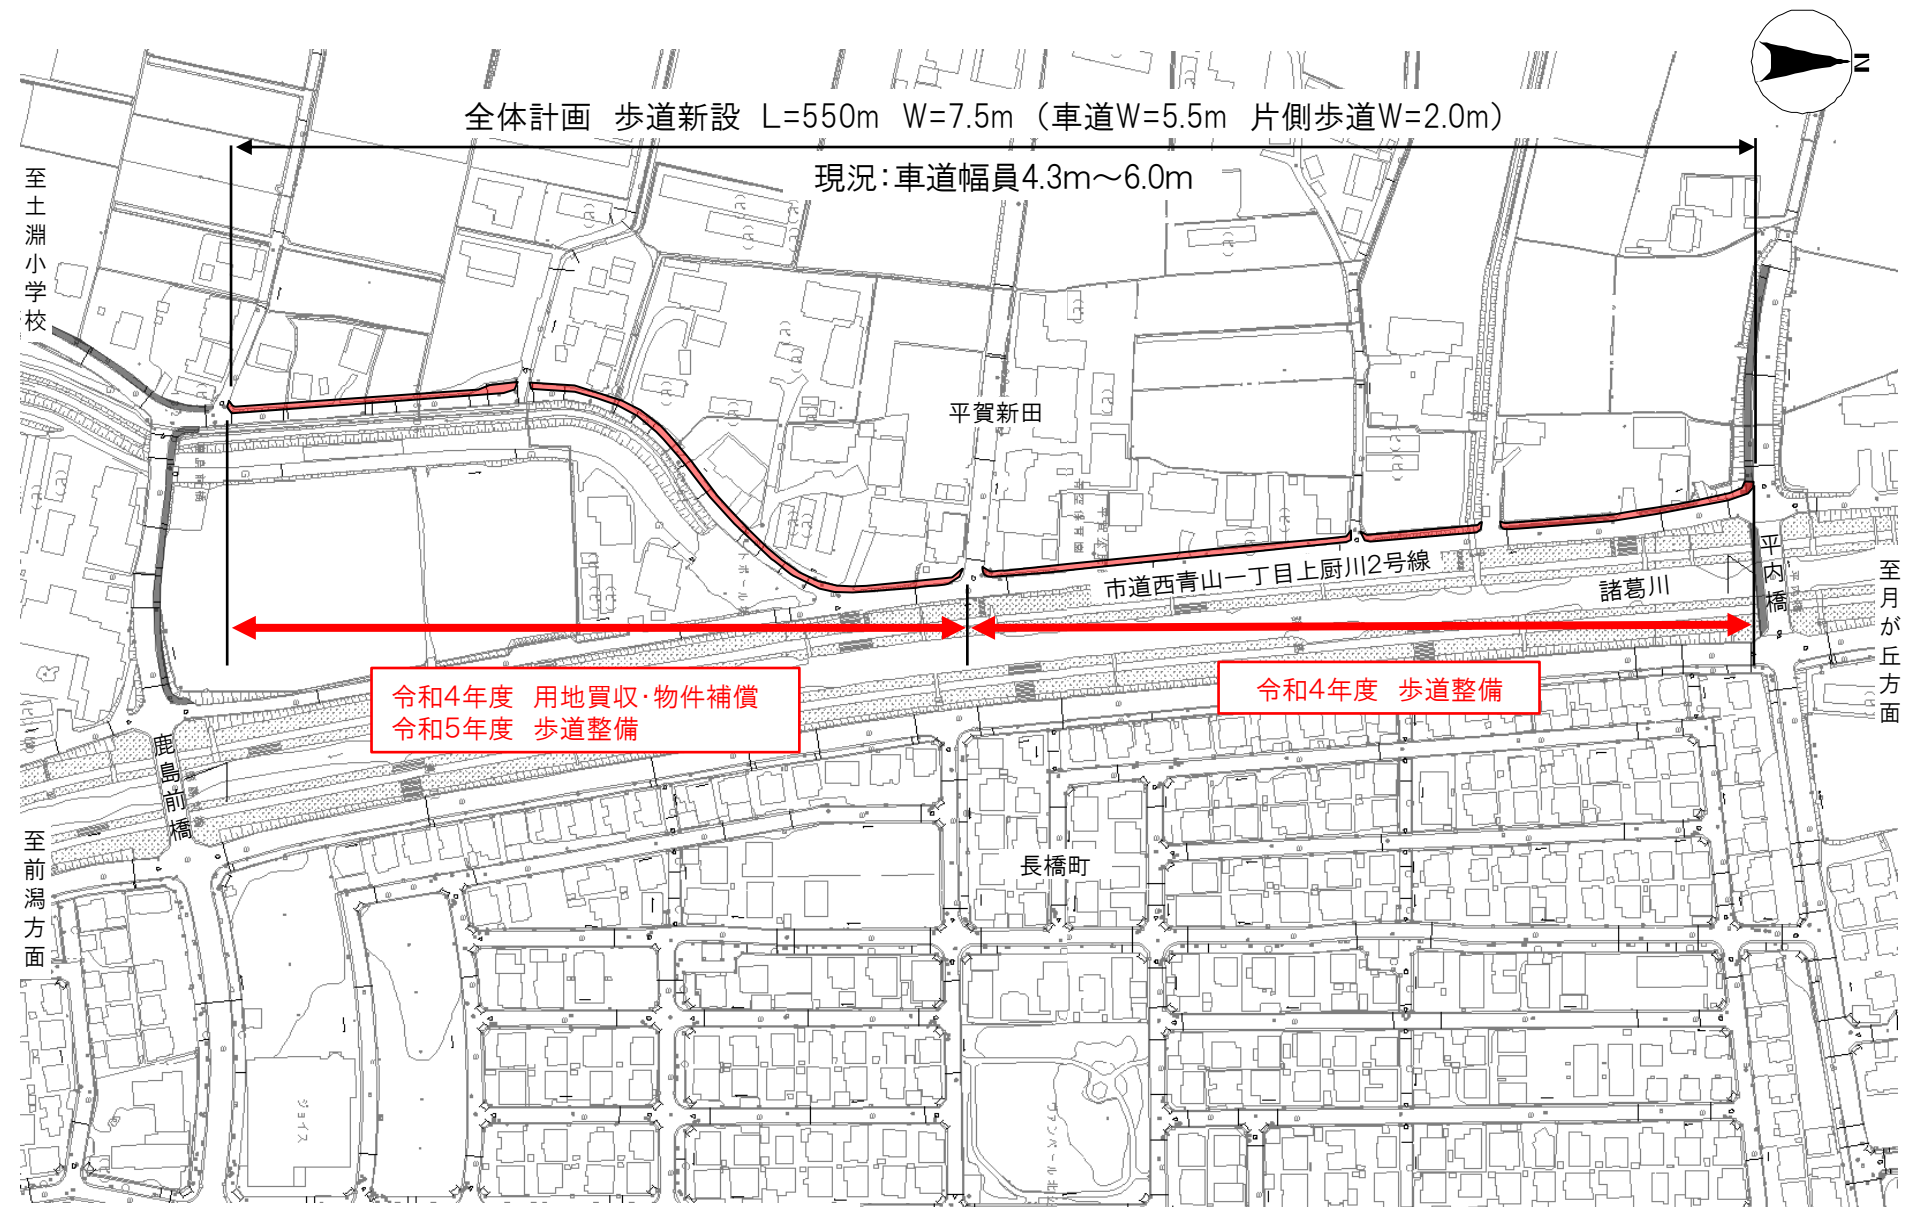 N
全体計画 歩道新設 L=550m W=7.5m（車道W=5.5m 片側歩道W=2.0m）
現況：車道幅員4.3m～6.0m
至土淵小学校
平賀新田
市道西青山一丁目上厨川2号線
諸葛川
平内橋
至月が丘方面
令和4年度 用地買収・物件補償
令和5年度 歩道整備
令和4年度 歩道整備
鹿島前橋
至前潟方面
長橋町
ジョイス